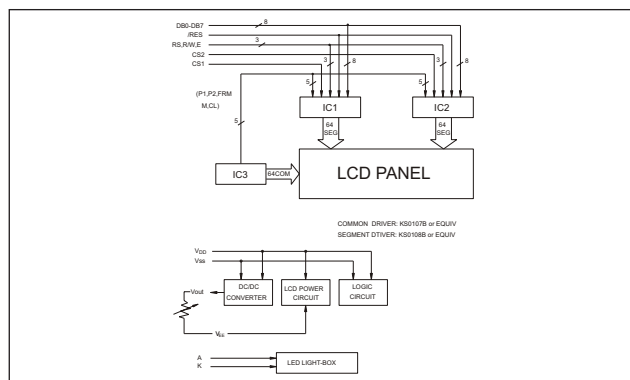 DB0-DB7
8
/RES
RS,R/W,E
3
CS2
CS1
3
8
3
8
5
5
(P1,P2,FRM
M,CL)
IC1
IC2
5
64
SEG
64
SEG
IC3
64COM
LCD PANEL
COMMON DRIVER: KS0107B or EQUIV
SEGMENT DTIVER: KS0108B or EQUIV
VDD
Vss
DC/DC
CONVERTER
LCD POWER
CIRCUIT
LOGIC
CIRCUIT
Vout
VEE
A
K
LED LIGHT-BOX